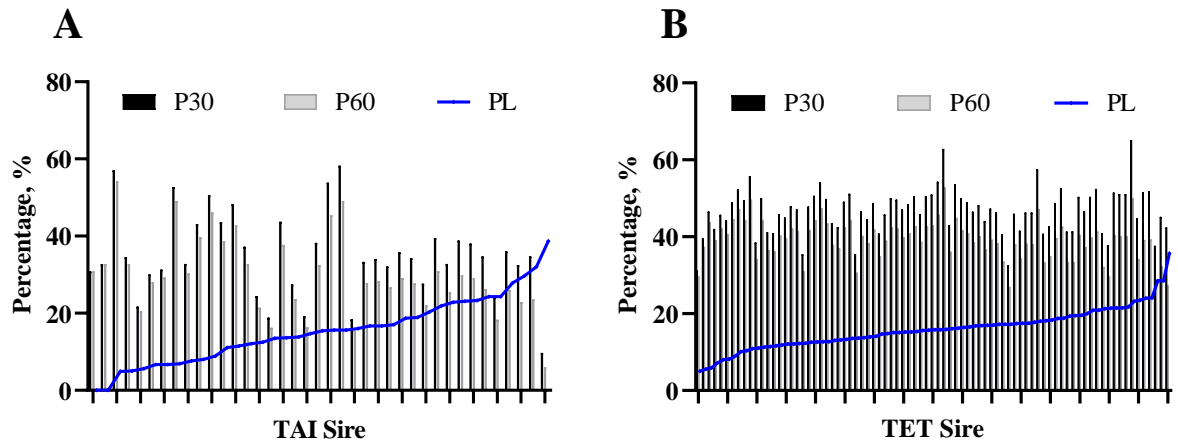 A
B
80
60
40
20
0
Percentage, %
P30
P60
PL
TAI Sire
80
60
40
20
0
Percentage, %
P30
P60
PL
TET Sire